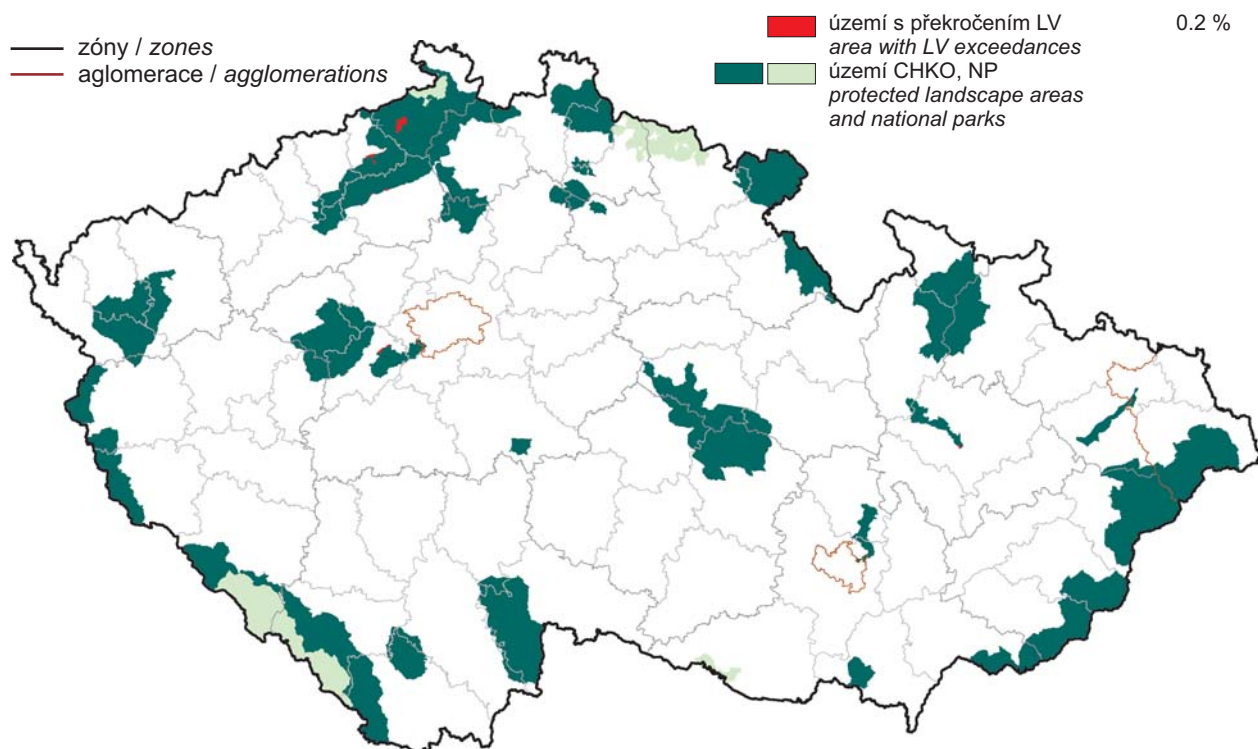 zóny / zones
aglomerace / agglomerations
území s překročením LV 0.2 %
area with LV exceedances
území CHKO, NP
protected landscape areas
and national parks